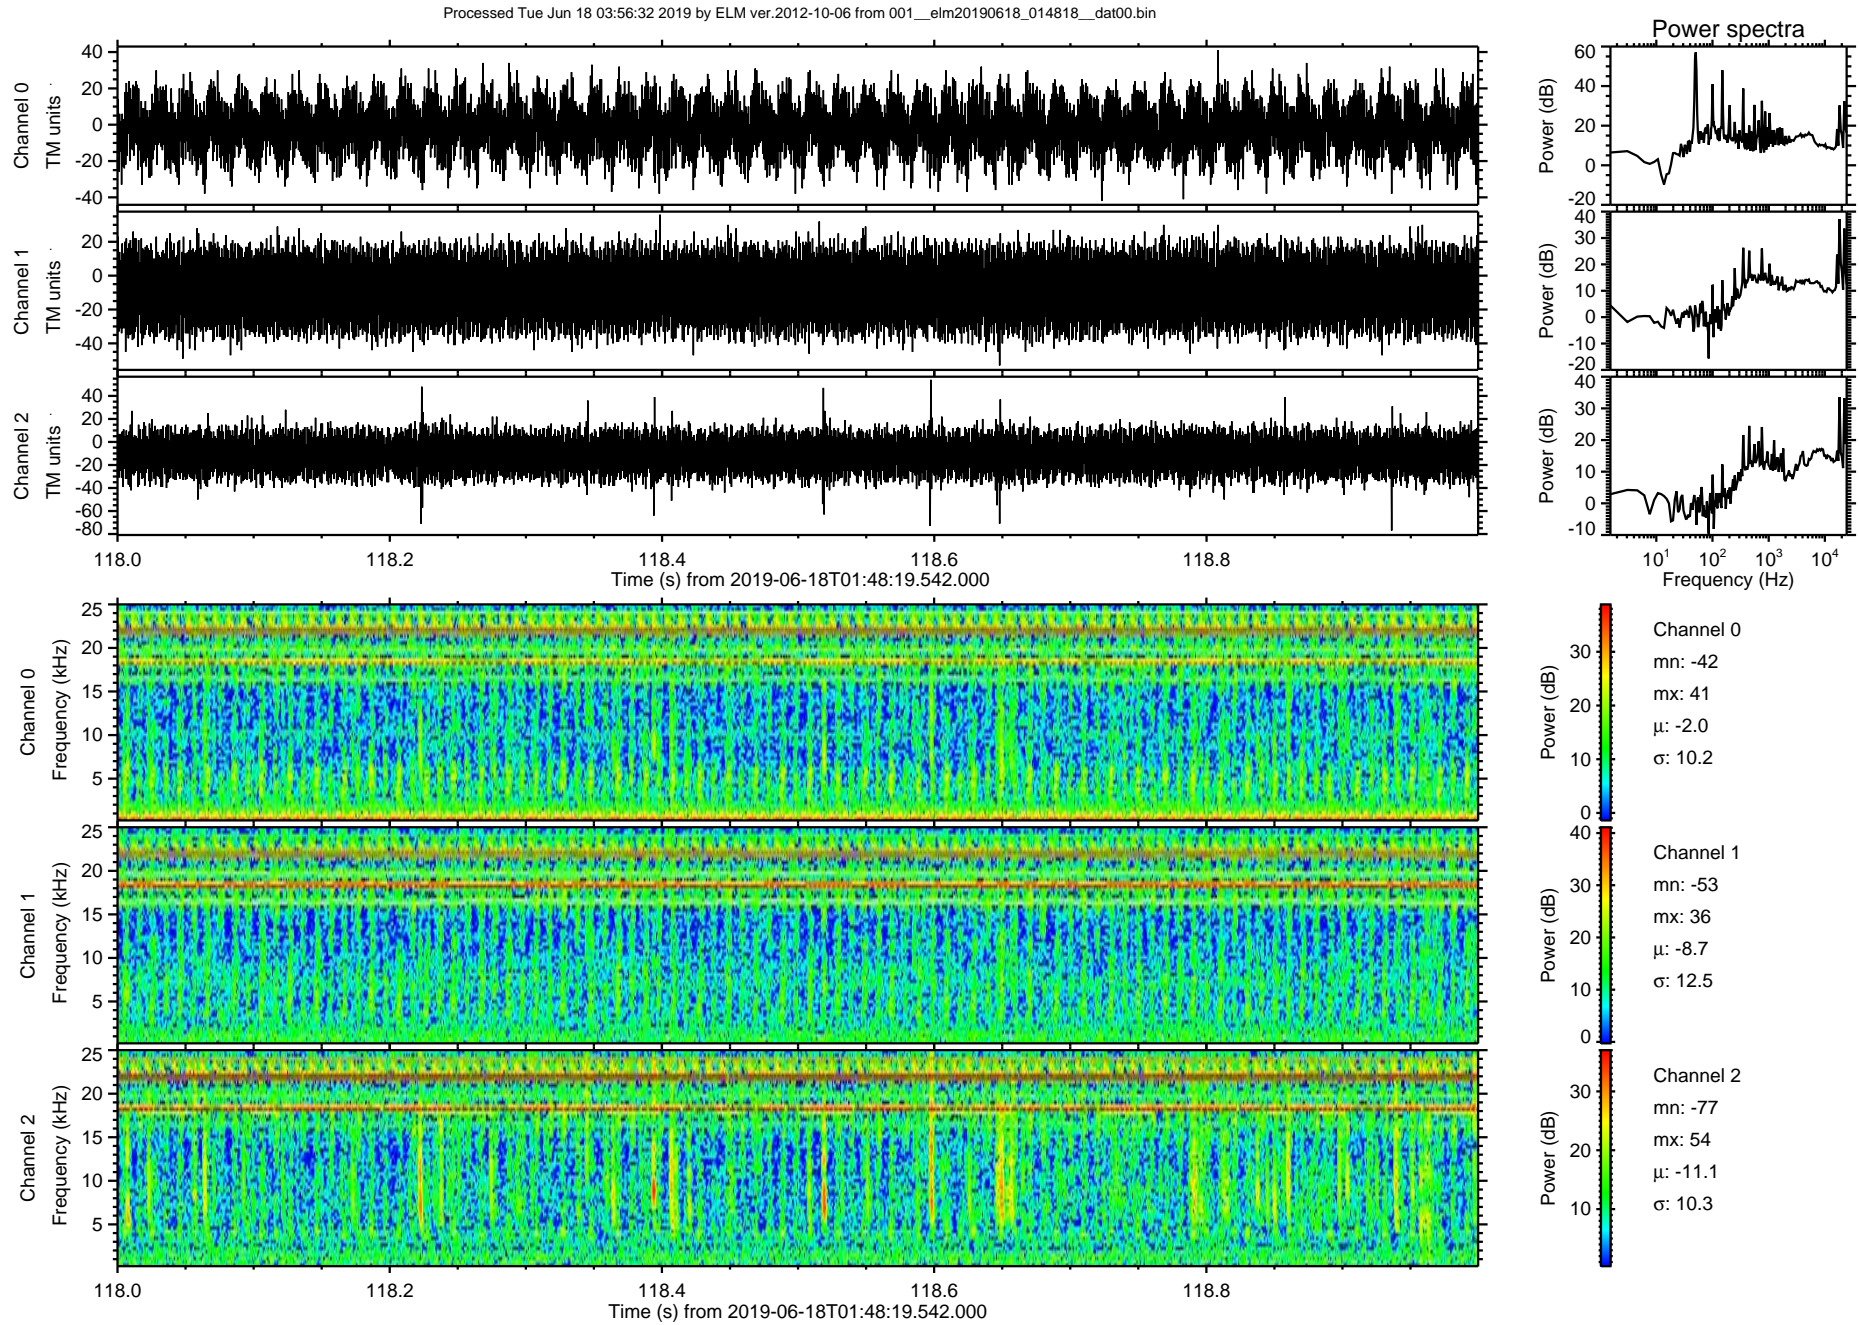 Processed Tue Jun 18 03:56:32 2019 by ELM ver.2012-10-06 from 001__elm20190618_014818__dat00.bin
Power spectra
Channel 0
TM units
40
20
0
-20
-40
Power (dB)
60
40
20
0
-20
Channel 1
TM units
20
0
-20
-40
Power (dB)
40
30
20
10
0
-10
-20
Channel 2
TM units
40
20
0
-20
-40
-60
-80
Power (dB)
40
30
20
10
0
-10
118.0 118.2 118.4 118.6 118.8
Time (s) from 2019-06-18T01:48:19.542.000
10^1 10^2 10^3 10^4
Frequency (Hz)
Channel 0
Frequency (kHz)
25
20
15
10
5
Power (dB)
30
20
10
0
Channel 0
mn: -42
mx: 41
µ: -2.0
σ: 10.2
Channel 1
Frequency (kHz)
25
20
15
10
5
Power (dB)
40
30
20
10
0
Channel 1
mn: -53
mx: 36
µ: -8.7
σ: 12.5
Channel 2
Frequency (kHz)
25
20
15
10
5
Power (dB)
30
20
10
Channel 2
mn: -77
mx: 54
µ: -11.1
σ: 10.3
118.0 118.2 118.4 118.6 118.8
Time (s) from 2019-06-18T01:48:19.542.000